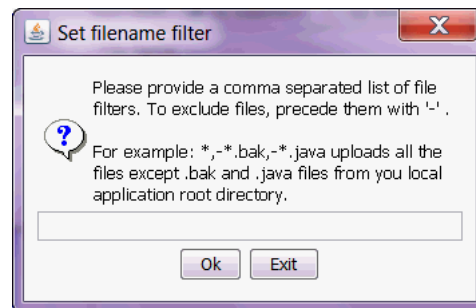 Set filename filter
Please provide a comma separated list of file
filters. To exclude files, precede them with '-' .
For example: *,-*.bak,-*.java uploads all the
files except .bak and .java files from you local
application root directory.
Ok
Exit